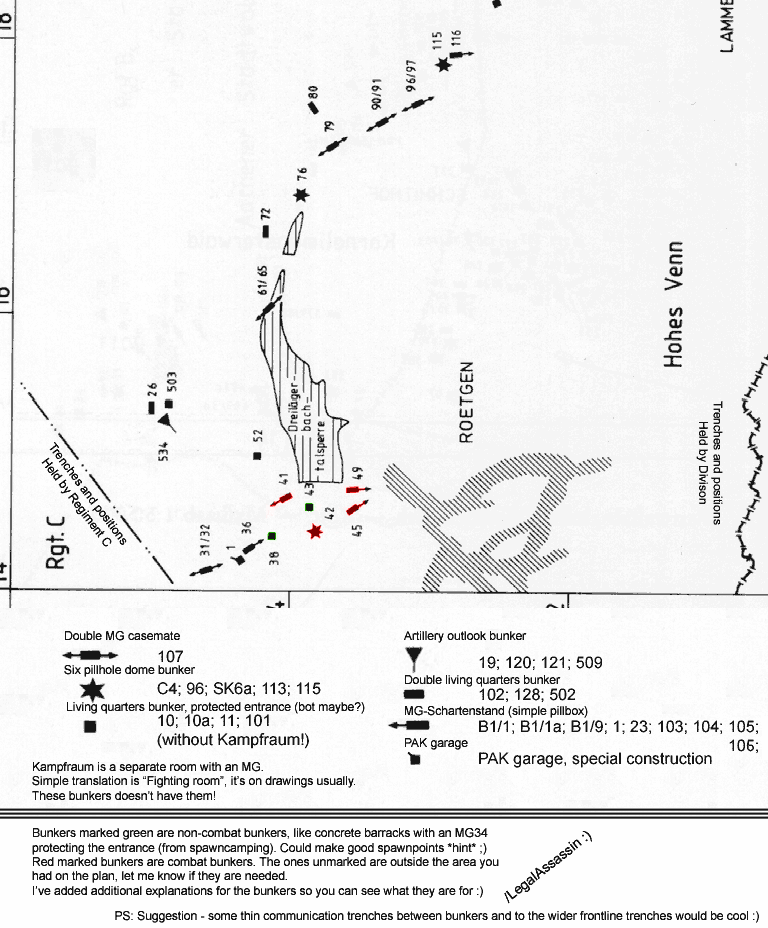 18
16
14
LAMME
115
116
96/97
90/91
80
79
76
72
61/65
Hohes Venn
ROETGEN
26
503
534
52
Dreiläger-
bach-
talsperre
Trenches and positions
Held by Divison
Trenches and positions
Held by Regiment C
Rgt. C
41
43
49
42
45
36
1
38
31/32
Double MG casemate
107
Six pillhole dome bunker
C4; 96; SK6a; 113; 115
Living quarters bunker, protected entrance (bot maybe?)
10; 10a; 11; 101
(without Kampfraum!)
Kampfraum is a separate room with an MG.
Simple translation is “Fighting room”, it’s on drawings usually.
These bunkers doesn’t have them!
Artillery outlook bunker
19; 120; 121; 509
Double living quarters bunker
102; 128; 502
MG-Schartenstand (simple pillbox)
B1/1; B1/1a; B1/9; 1; 23; 103; 104; 105;
106;
PAK garage
PAK garage, special construction
Bunkers marked green are non-combat bunkers, like concrete barracks with an MG34
protecting the entrance (from spawncamping). Could make good spawnpoints *hint* ;)
Red marked bunkers are combat bunkers. The ones unmarked are outside the area you
had on the plan, let me know if they are needed.
I’ve added additional explanations for the bunkers so you can see what they are for :)
/LegalAssassin :)
PS: Suggestion - some thin communication trenches between bunkers and to the wider frontline trenches would be cool :)